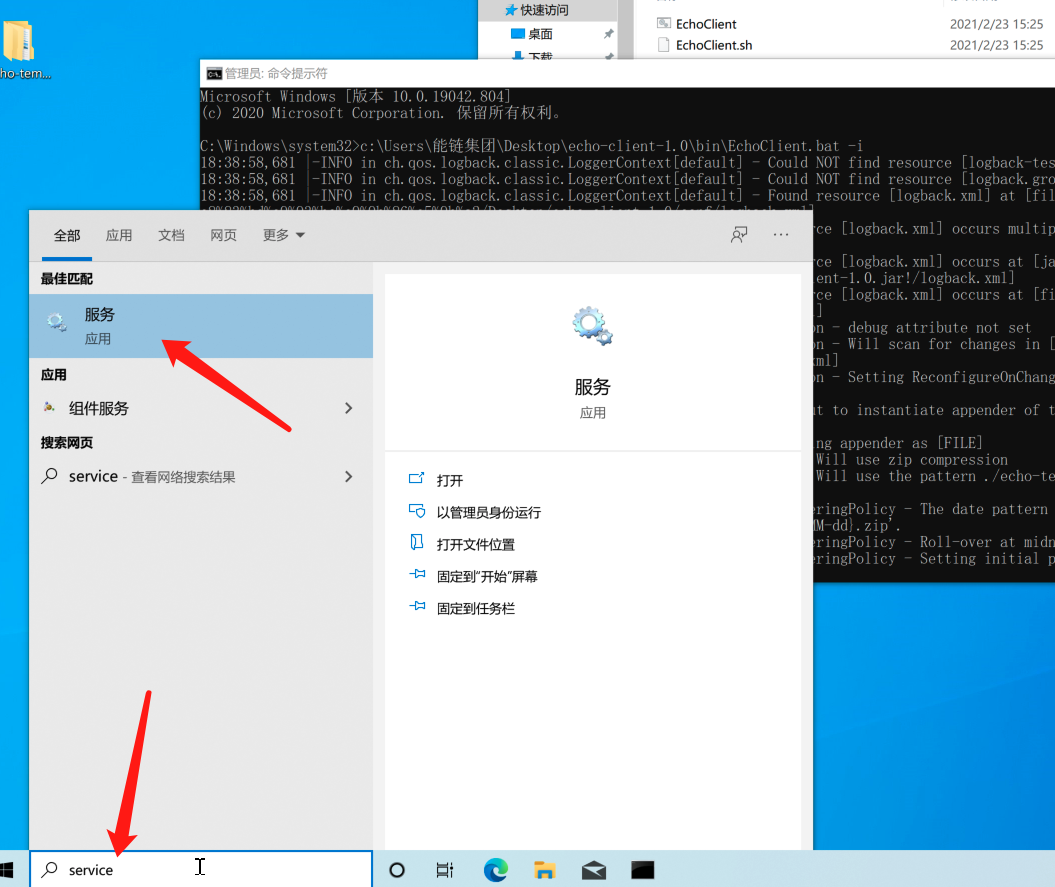 快速访问
桌面
下载
EchoClient
2021/2/23 15:25
EchoClient.sh
2021/2/23 15:25
ho-tem...
管理员: 命令提示符
Microsoft Windows [版本 10.0.19042.804]
(c) 2020 Microsoft Corporation. 保留所有权利。
C:\Windows\system32>c:\Users\能链集团\Desktop\echo-client-1.0\bin\EchoClient.bat -i
18:38:58,681 |-INFO in ch.qos.logback.classic.LoggerContext[default] - Could NOT find resource [logback-tes
18:38:58,681 |-INFO in ch.qos.logback.classic.LoggerContext[default] - Could NOT find resource [logback.gro
18:38:58,681 |-INFO in ch.qos.logback.classic.LoggerContext[default] - Found resource [logback.xml] at [fil
rce [logback.xml] occurs multip
rce [logback.xml] occurs at [ja
ent-1.0.jar!/logback.xml]
rce [logback.xml] occurs at [fi
]
on - debug attribute not set
on - Will scan for changes in [
xml]
on - Setting ReconfigureOnChang
ut to instantiate appender of t
ng appender as [FILE]
Will use zip compression
Will use the pattern ./echo-te
eringPolicy - The date pattern
MM-dd}.zip'.
eringPolicy - Roll-over at midn
eringPolicy - Setting initial p
全部 应用 文档 网页 更多
最佳匹配
服务
应用
应用
组件服务
搜索网页
service - 查看网络搜索结果
服务
应用
打开
以管理员身份运行
打开文件位置
固定到"开始"屏幕
固定到任务栏
service